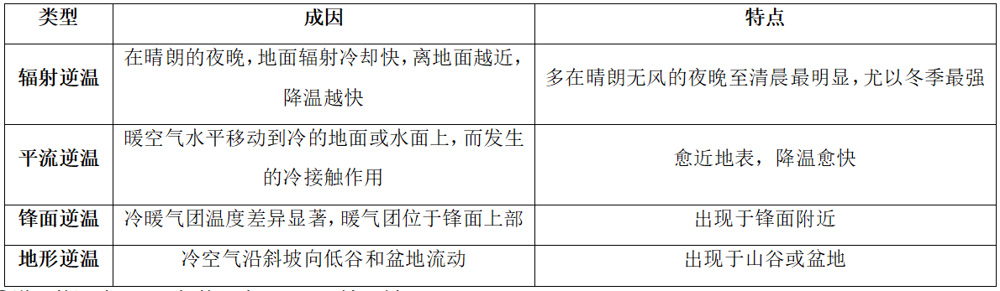 类型 成因 特点
辐射逆温
在晴朗的夜晚，地面辐射冷却快，离地面越近，
降温越快
多在晴朗无风的夜晚至清晨最明显，尤以冬季最强
平流逆温
暖空气水平移动到冷的地面或水面上，而发生
的冷接触作用
愈近地表，降温愈快
锋面逆温 冷暖气团温度差异显著，暖气团位于锋面上部 出现于锋面附近
地形逆温 冷空气沿斜坡向低谷和盆地流动 出现于山谷或盆地